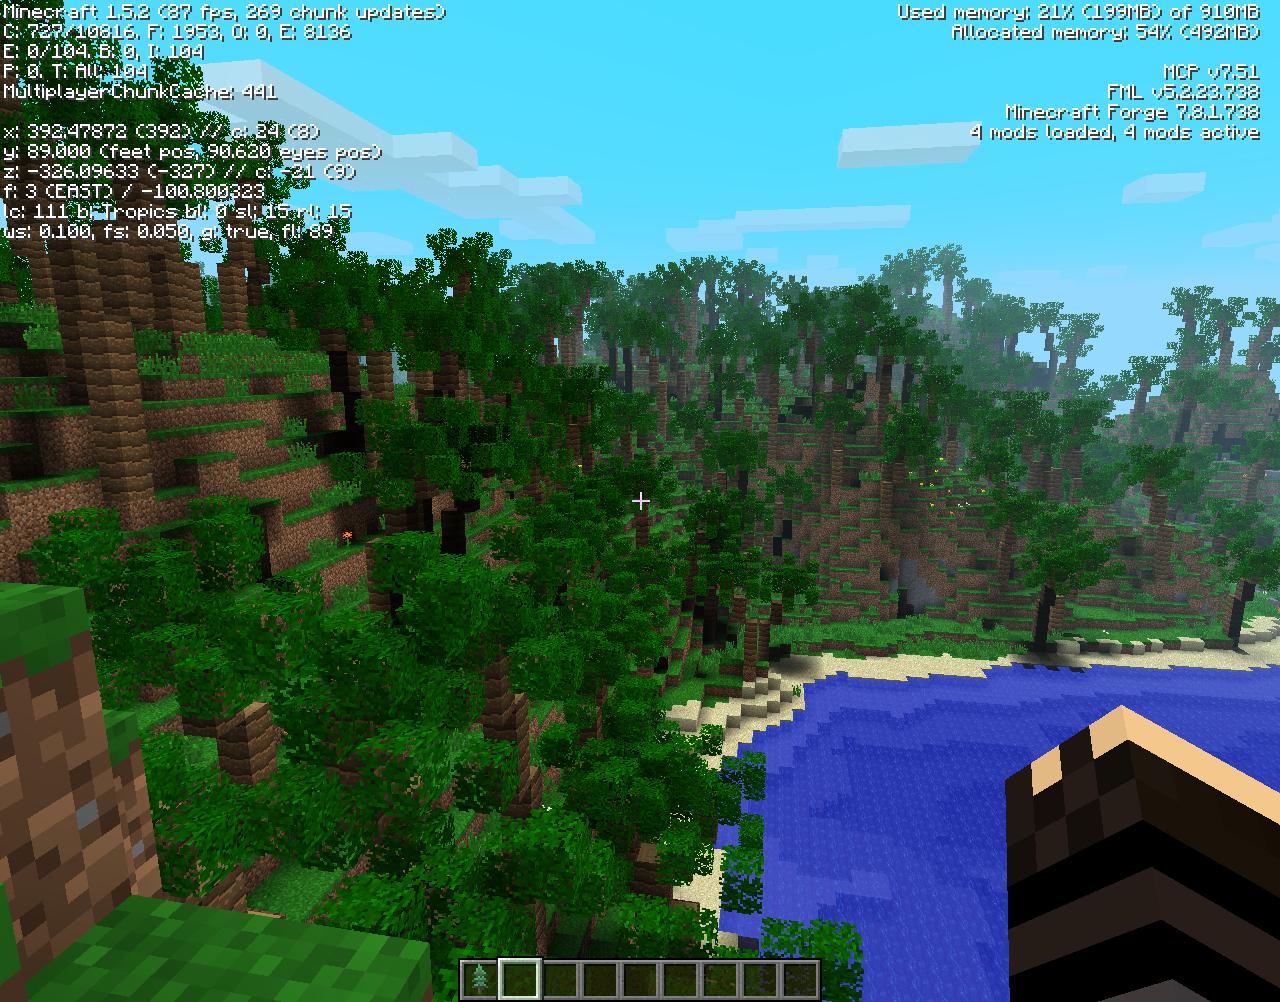 Minecraft 1.5.2 (37 fps, 269 chunk updates)
C: 727/10816. F: 1953, O: 0, E: 8136
E: 0/104. B: 0, I: 104
P: 0. T: All: 104
MultiplayerChunkCache: 441
x: 392.47872 (392) // c: 24 (8)
y: 89.000 (feet pos, 90.620 eyes pos)
z: -326.09633 (-327) // c: -21 (9)
f: 3 (EAST) / -100.800323
lc: 111 b: Tropics bl: 0 sl: 15 rl: 15
ws: 0.100, fs: 0.050, g: true, fl: 89
Used memory: 21% (199MB) of 910MB
Allocated memory: 54% (492MB)
MCP v7.51
FML v5.2.23.738
Minecraft Forge 7.8.1.738
4 mods loaded, 4 mods active